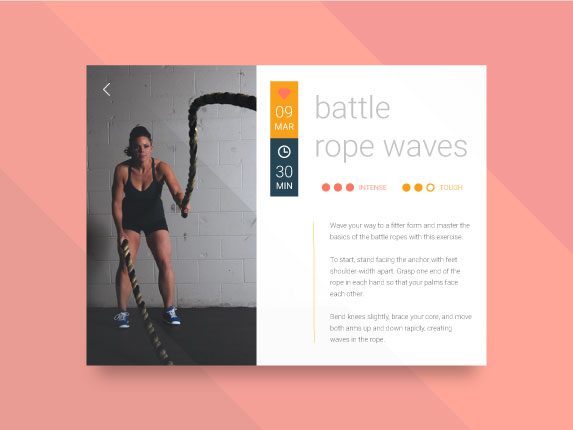 09
MAR
30
MIN
battle
rope waves
INTENSE
TOUGH
Wave your way to a fitter form and master the
basics of the battle ropes with this exercise.
To start, stand facing the anchor with feet
shoulder-width apart. Grasp one end of the
rope in each hand so that your palms face
each other.
Bend knees slightly, brace your core, and move
both arms up and down rapidly, creating
waves in the rope.